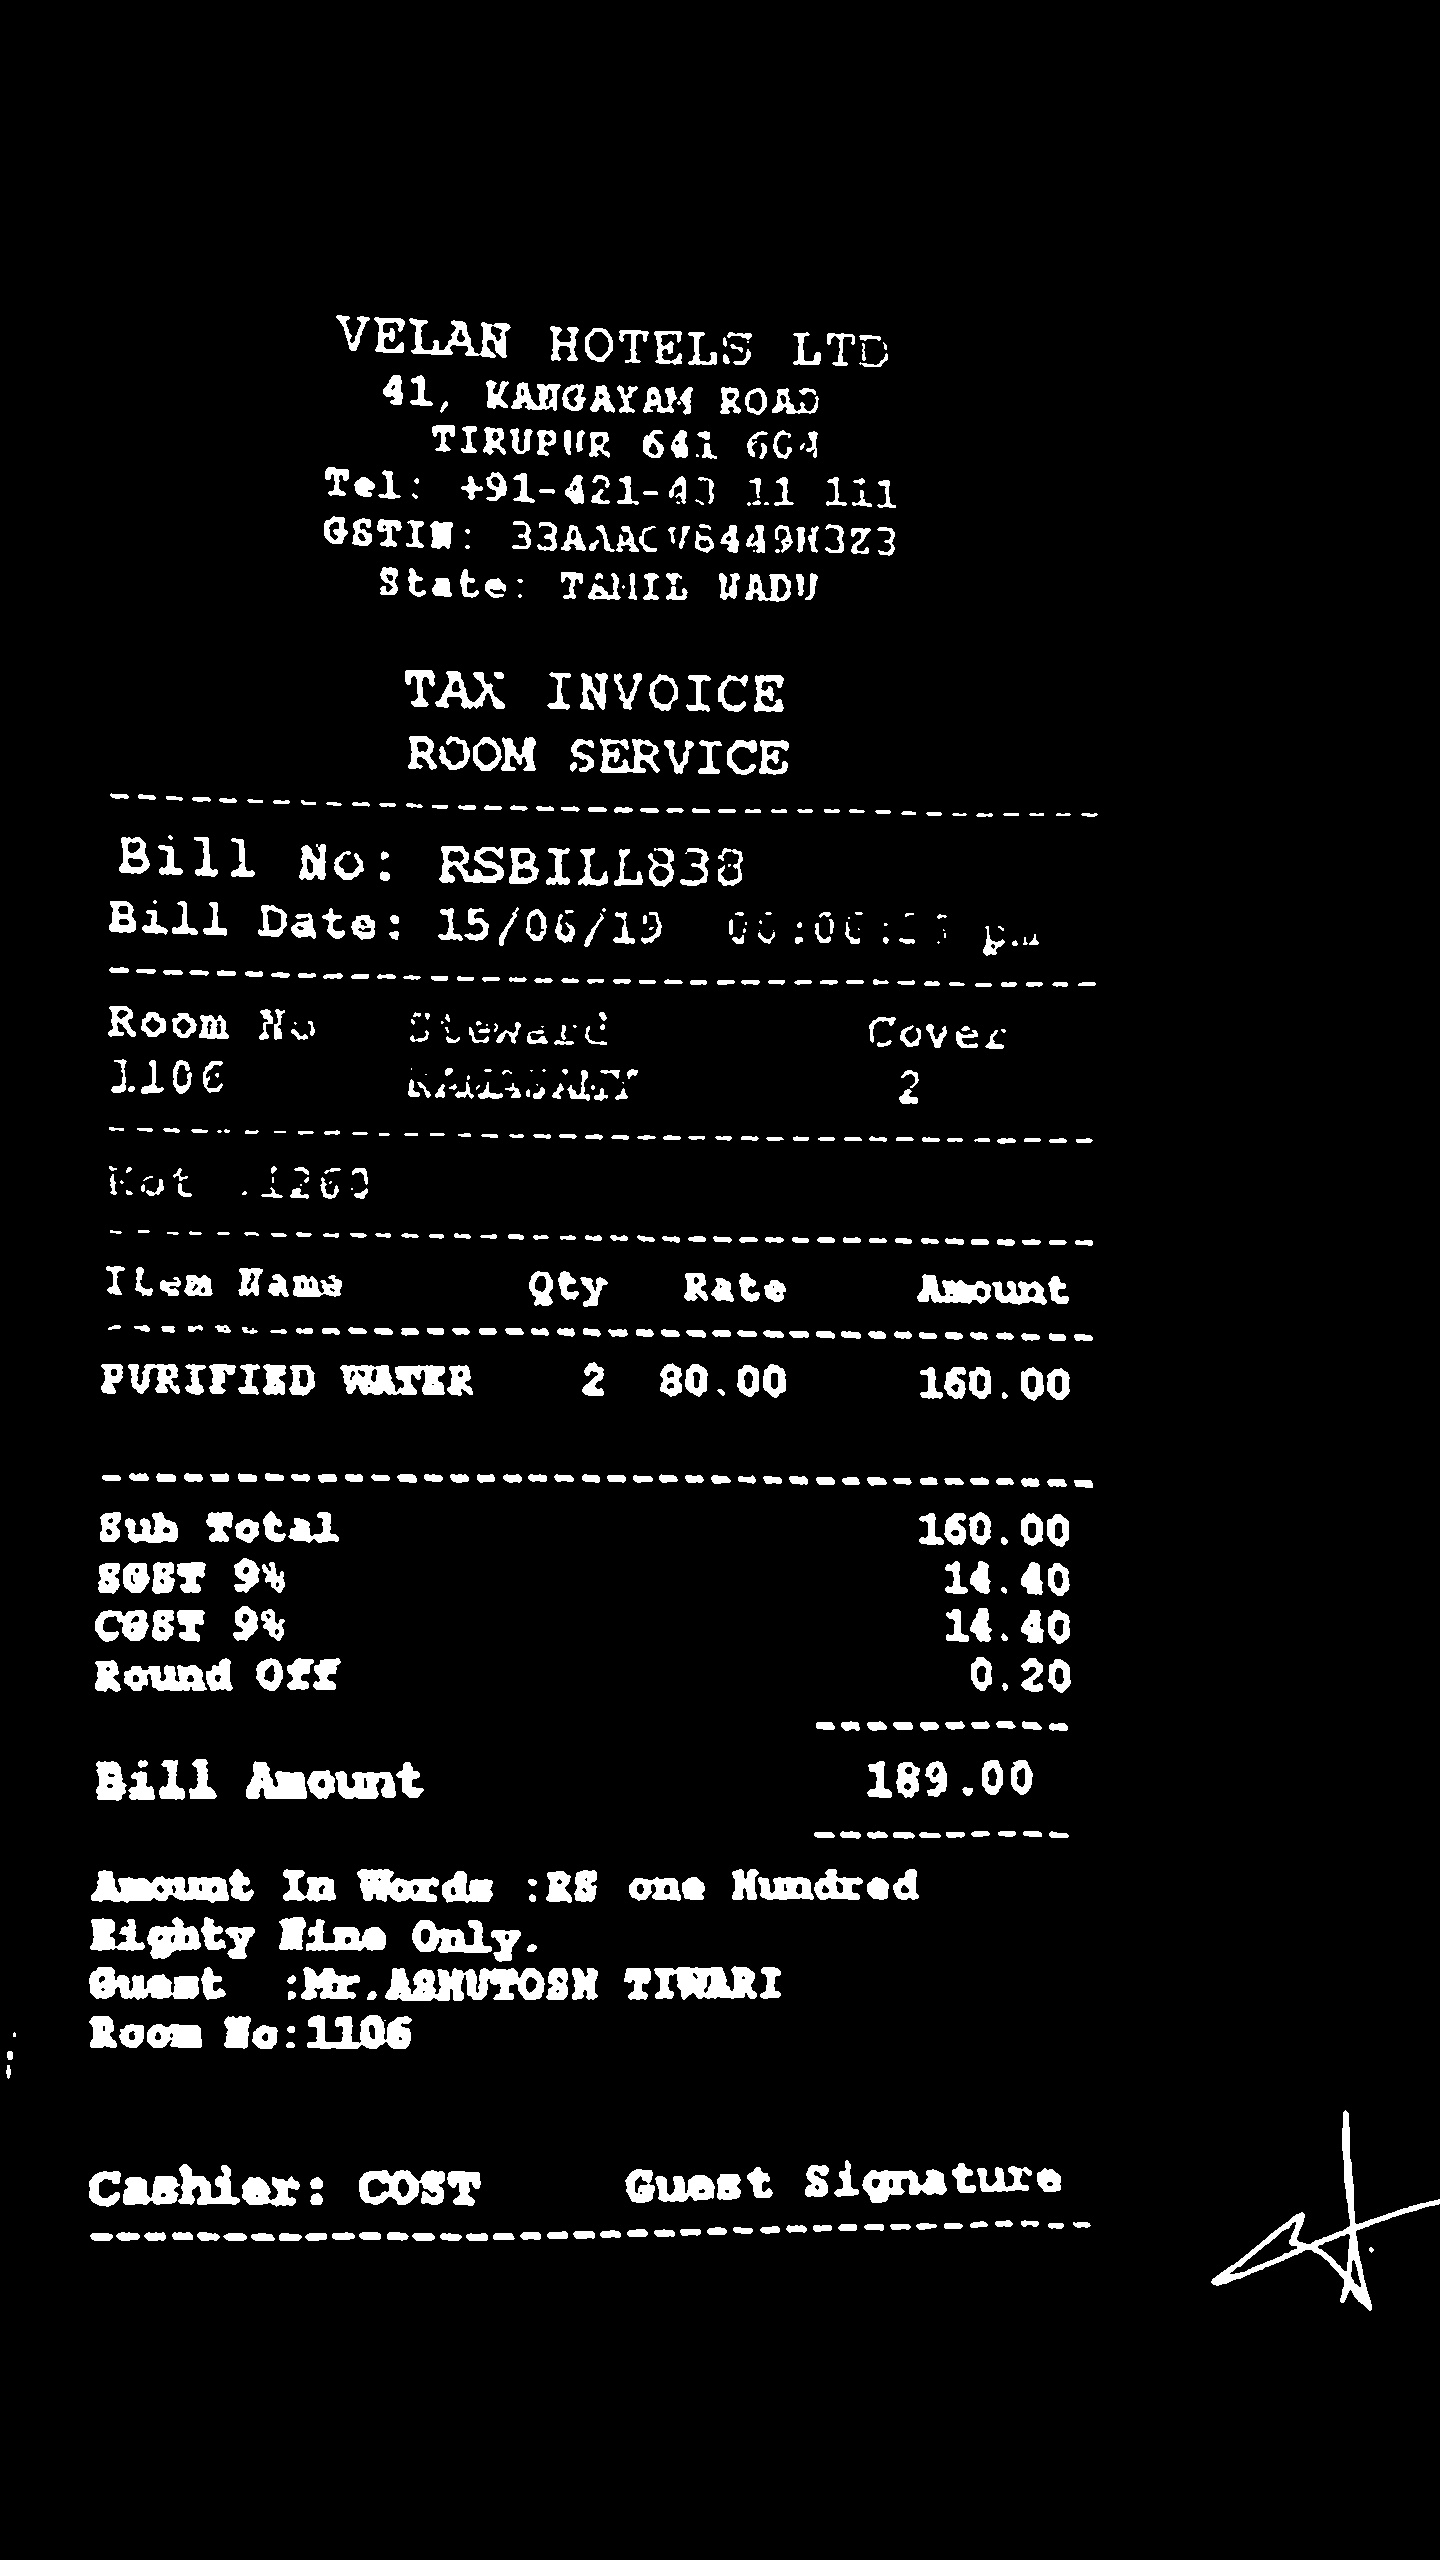 VELAN HOTELS LTD
41, KANGAYAM ROAD
TIRUPUR 641 604
Tel: +91-421-43 11 111
GSTIN:
State: TAMIL NADU
TAX INVOICE
ROOM SERVICE
Bill No: RSBILL838
Bill Date: 15/06/19 pm
Room No Steward Cover
1106 2
Kot
Item Name Qty Rate Amount
PURIFIED WATER 2 80.00 160.00
Sub Total 160.00
SGST 9% 14.40
CGST 9% 14.40
Round Off 0.20
Bill Amount 189.00
Amount In Words :RS one Hundred
Eighty Nine Only.
Guest :Mr.ASHUTOSH TIWARI
Room No:1106
Cashier: COST Guest Signature